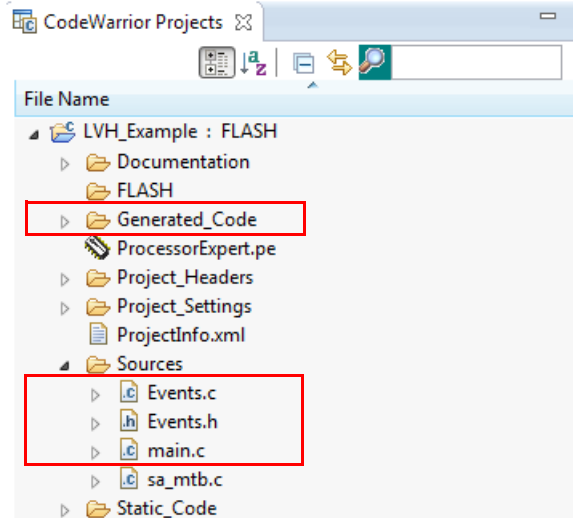 CodeWarrior Projects
File Name
LVH_Example : FLASH
Documentation
FLASH
Generated_Code
ProcessorExpert.pe
Project_Headers
Project_Settings
ProjectInfo.xml
Sources
Events.c
Events.h
main.c
sa_mtb.c
Static_Code